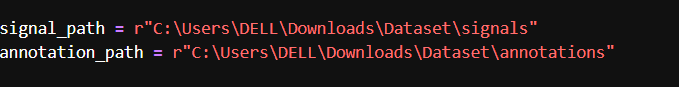 signal_path = r"C:\Users\DELL\Downloads\Dataset\signals"
annotation_path = r"C:\Users\DELL\Downloads\Dataset\annotations"